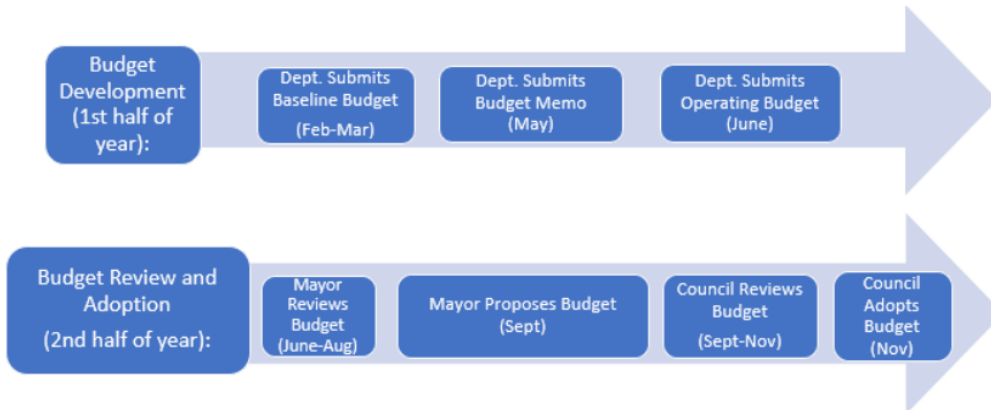 Budget
Development
(1st half of
year):
Dept. Submits
Baseline Budget
(Feb-Mar)
Dept. Submits
Budget Memo
(May)
Dept. Submits
Operating Budget
(June)
Budget Review and
Adoption
(2nd half of year):
Mayor
Reviews
Budget
(June-Aug)
Mayor Proposes Budget
(Sept)
Council Reviews
Budget
(Sept-Nov)
Council
Adopts
Budget
(Nov)